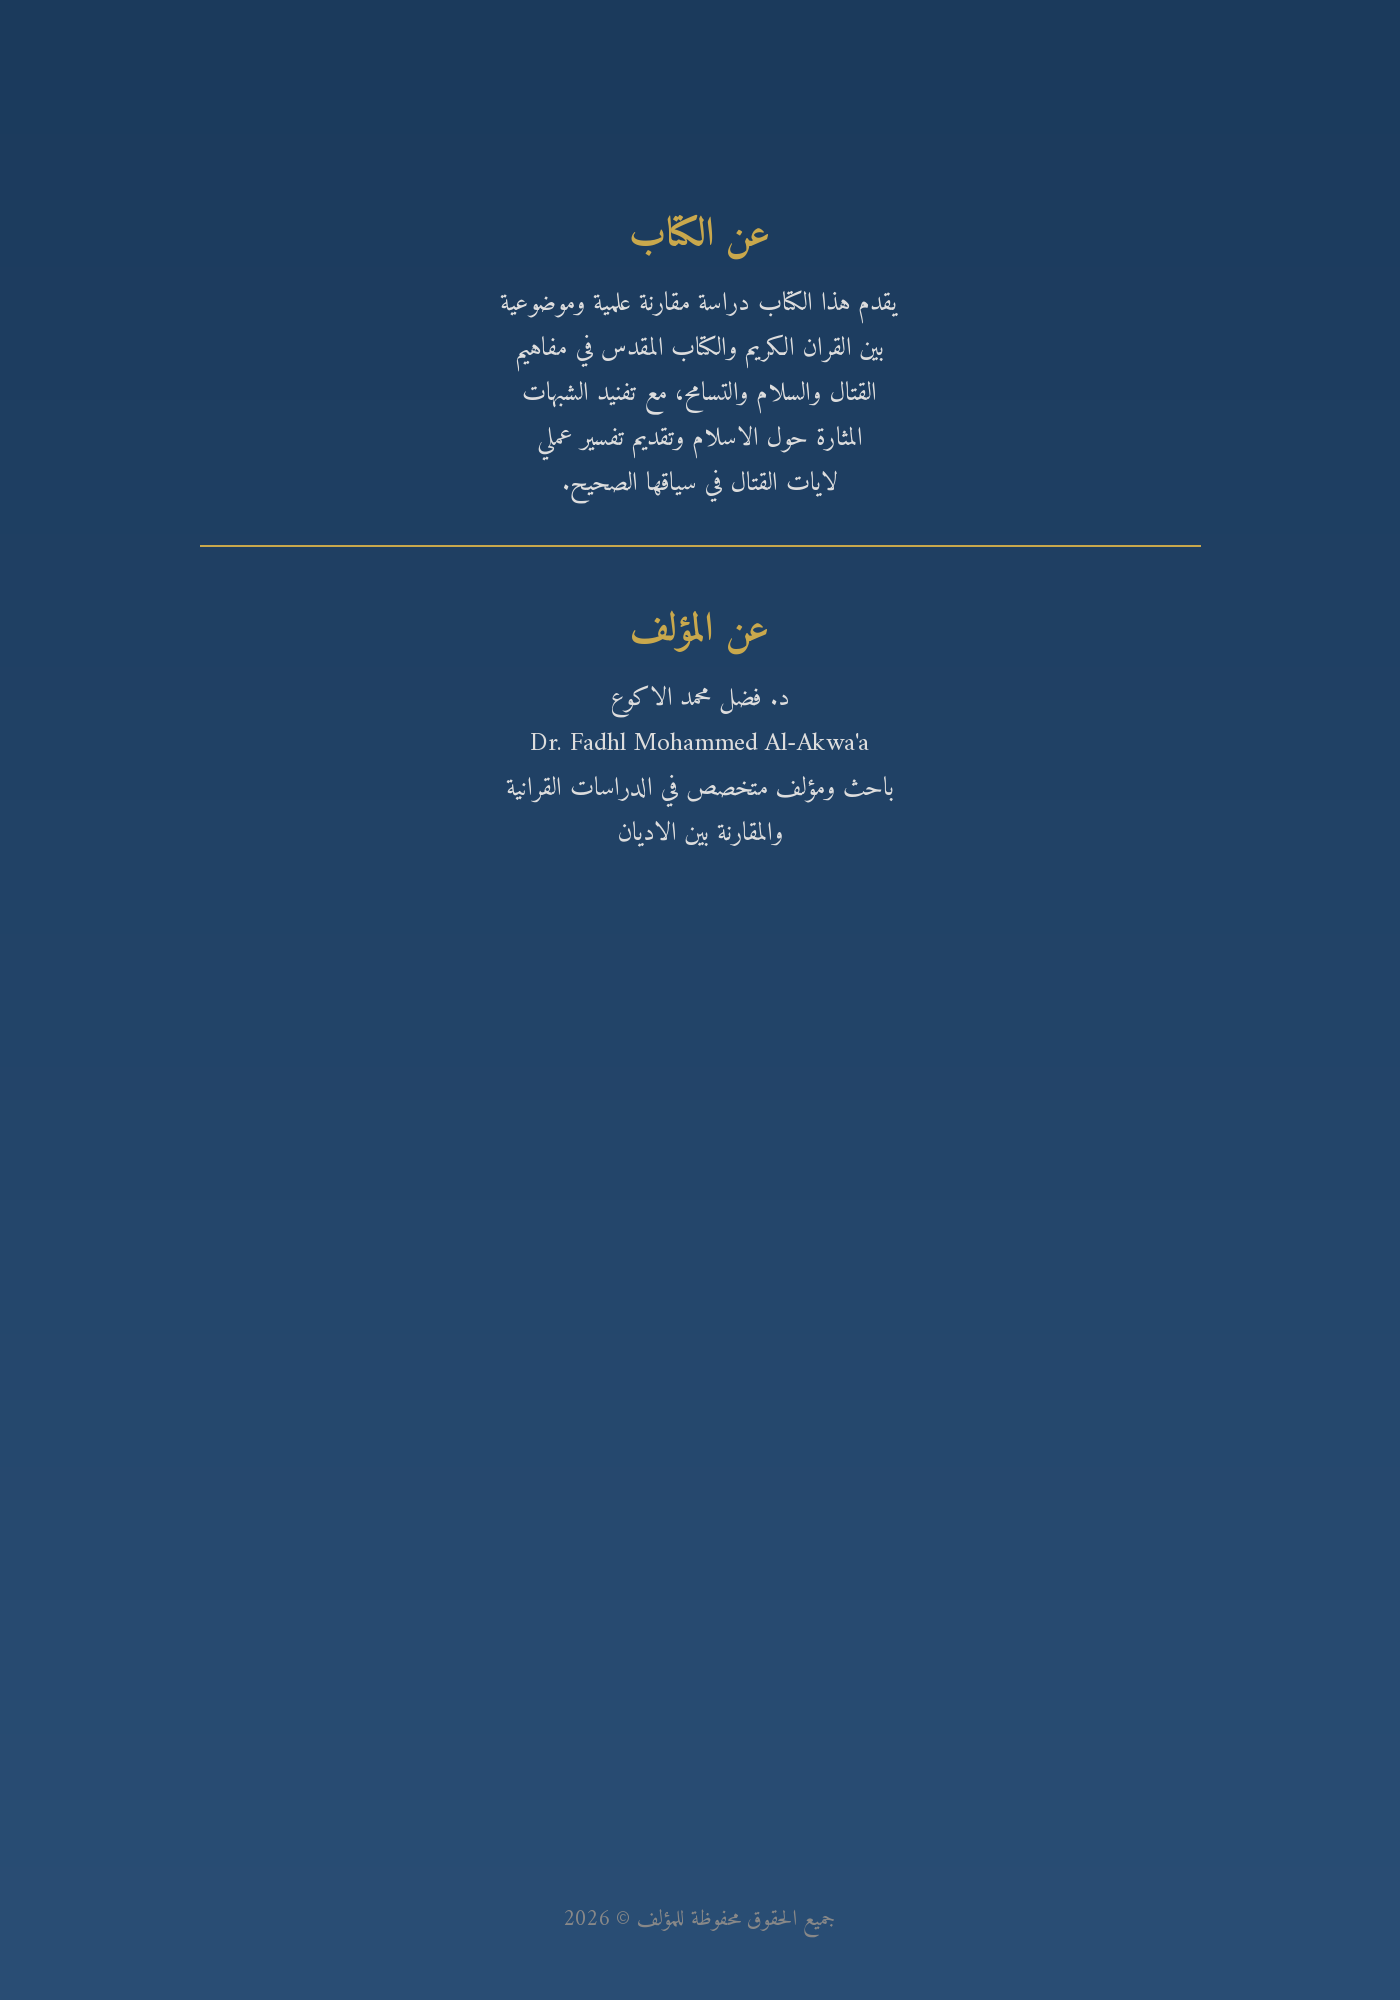 عن الكتاب
يقدم هذا الكتاب دراسة مقارنة علمية وموضوعية
بين القران الكريم والكتاب المقدس في مفاهيم
القتال والسلام والتسامح، مع تفنيد الشبهات
المثارة حول الاسلام وتقديم تفسير عملي
لايات القتال في سياقها الصحيح.
عن المؤلف
د. فضل محمد الاكوع
Dr. Fadhl Mohammed Al-Akwa'a
باحث ومؤلف متخصص في الدراسات القرانية
والمقارنة بين الاديان
جميع الحقوق محفوظة للمؤلف © 2026